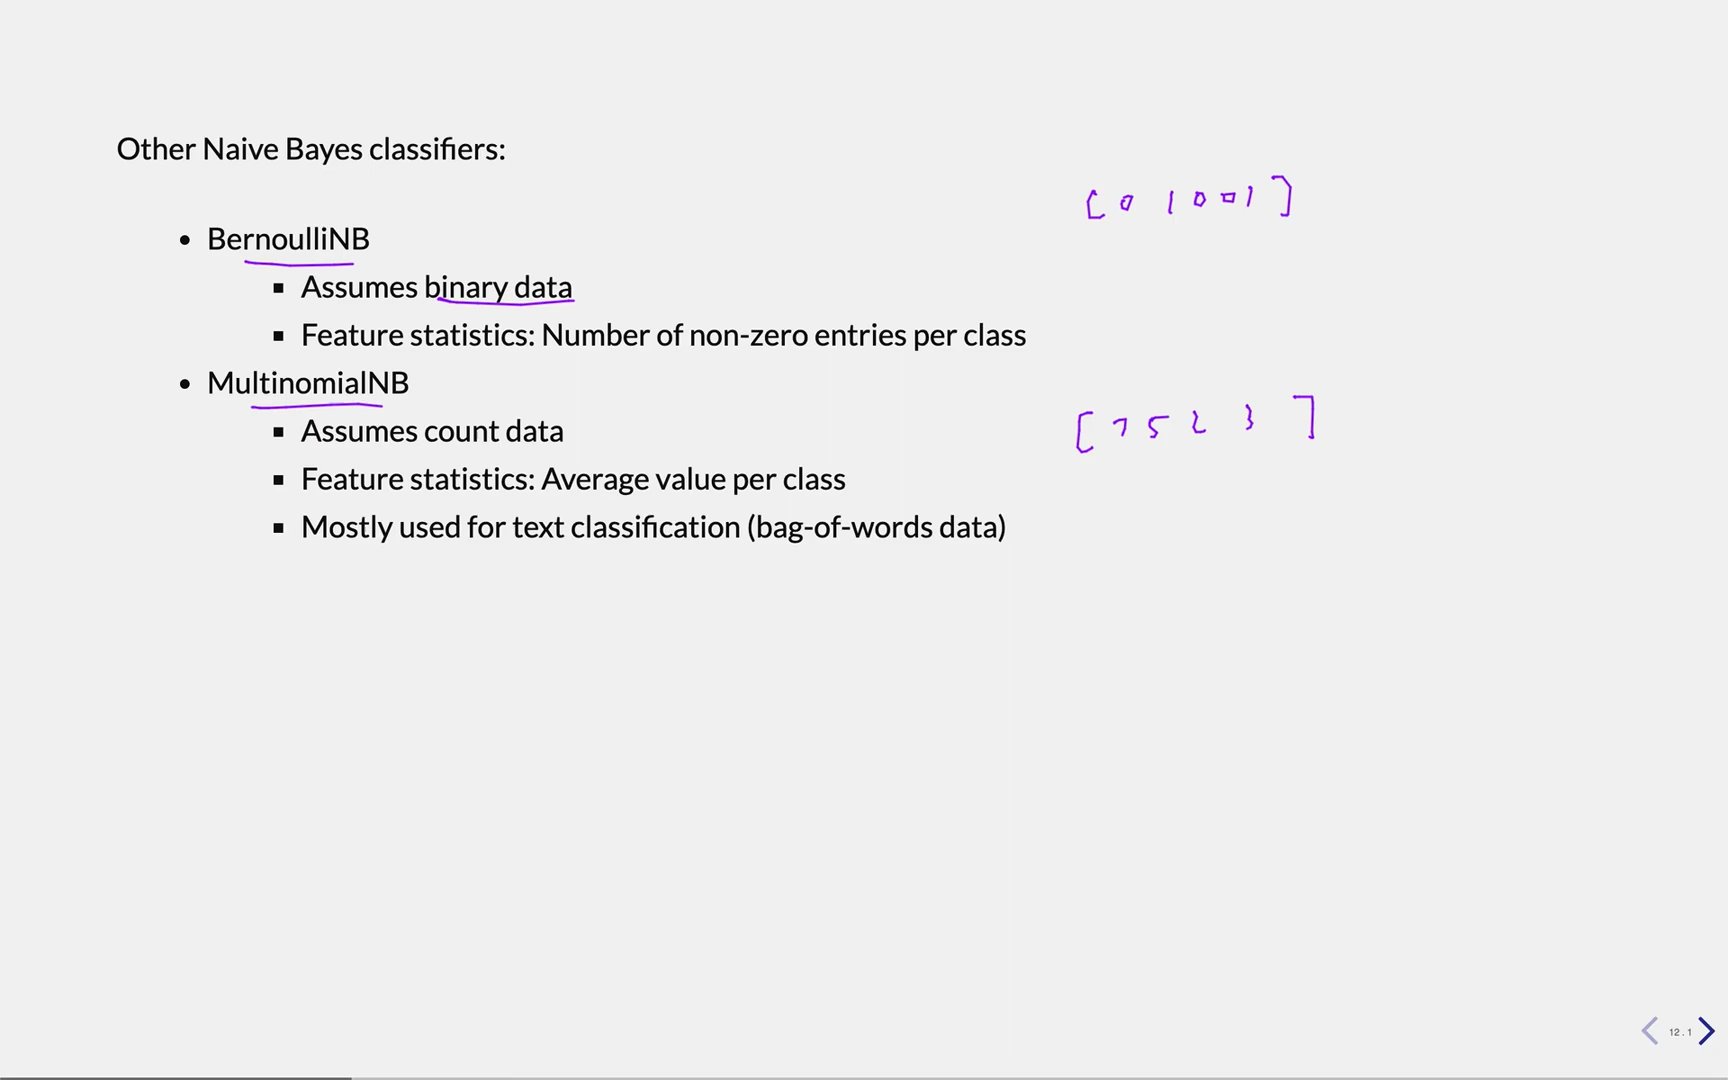 Other Naive Bayes classifiers:
[ 0 1 0 0 1 ]
• BernoulliNB
▪ Assumes binary data
▪ Feature statistics: Number of non-zero entries per class
• MultinomialNB
▪ Assumes count data
[ 7 5 2 3 ]
▪ Feature statistics: Average value per class
▪ Mostly used for text classification (bag-of-words data)
12.1